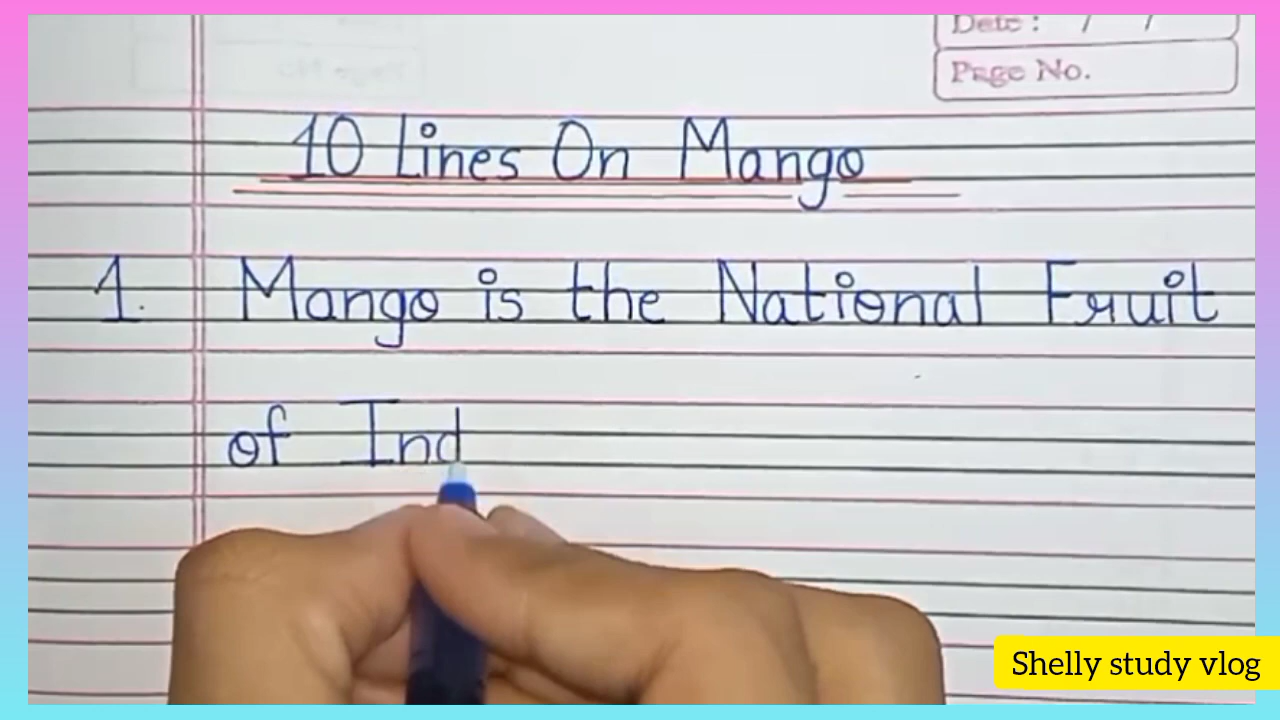 Date : / /
Page No.
10 Lines On Mango
1. Mango is the National Fruit
of Ind
Shelly study vlog